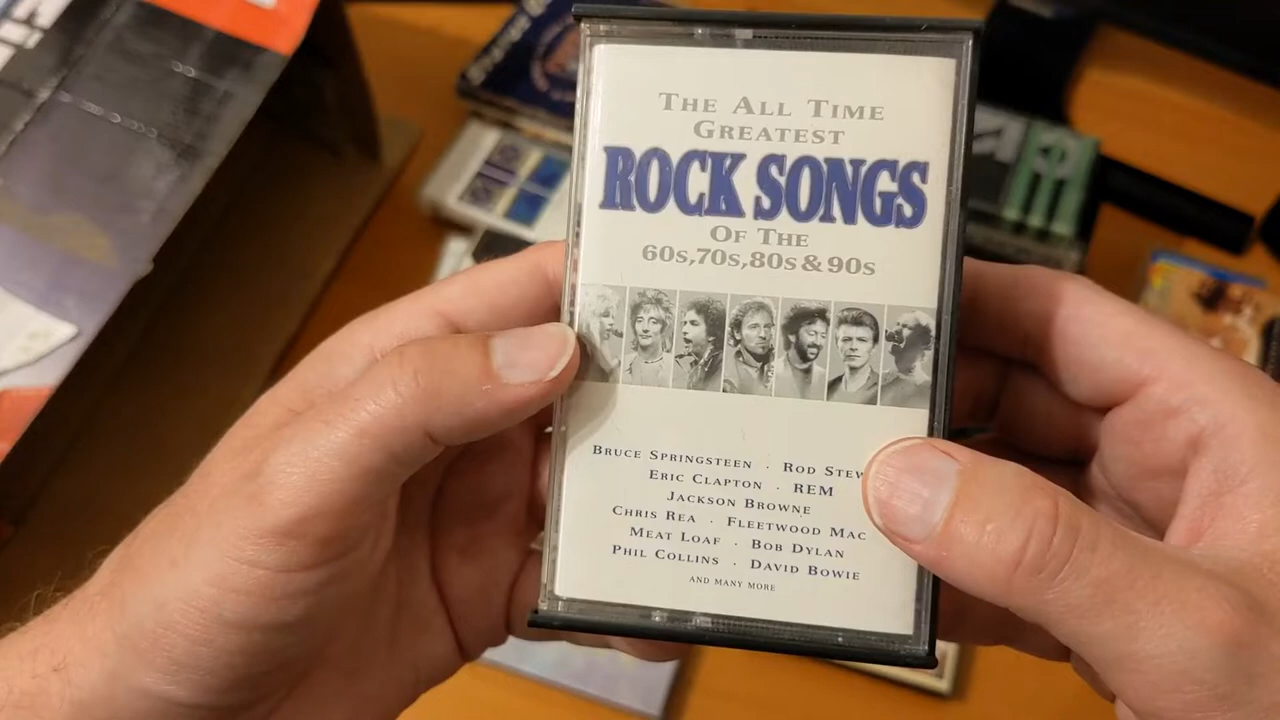 THE ALL TIME
GREATEST
ROCK SONGS
OF THE
60s,70s,80s & 90s
BRUCE SPRINGSTEEN · ROD
ERIC CLAPTON · REM
JACKSON BROWNE
CHRIS REA · FLEETWOOD MAC
MEAT LOAF · BOB DYLAN
PHIL COLLINS · DAVID BOWIE
AND MANY MORE